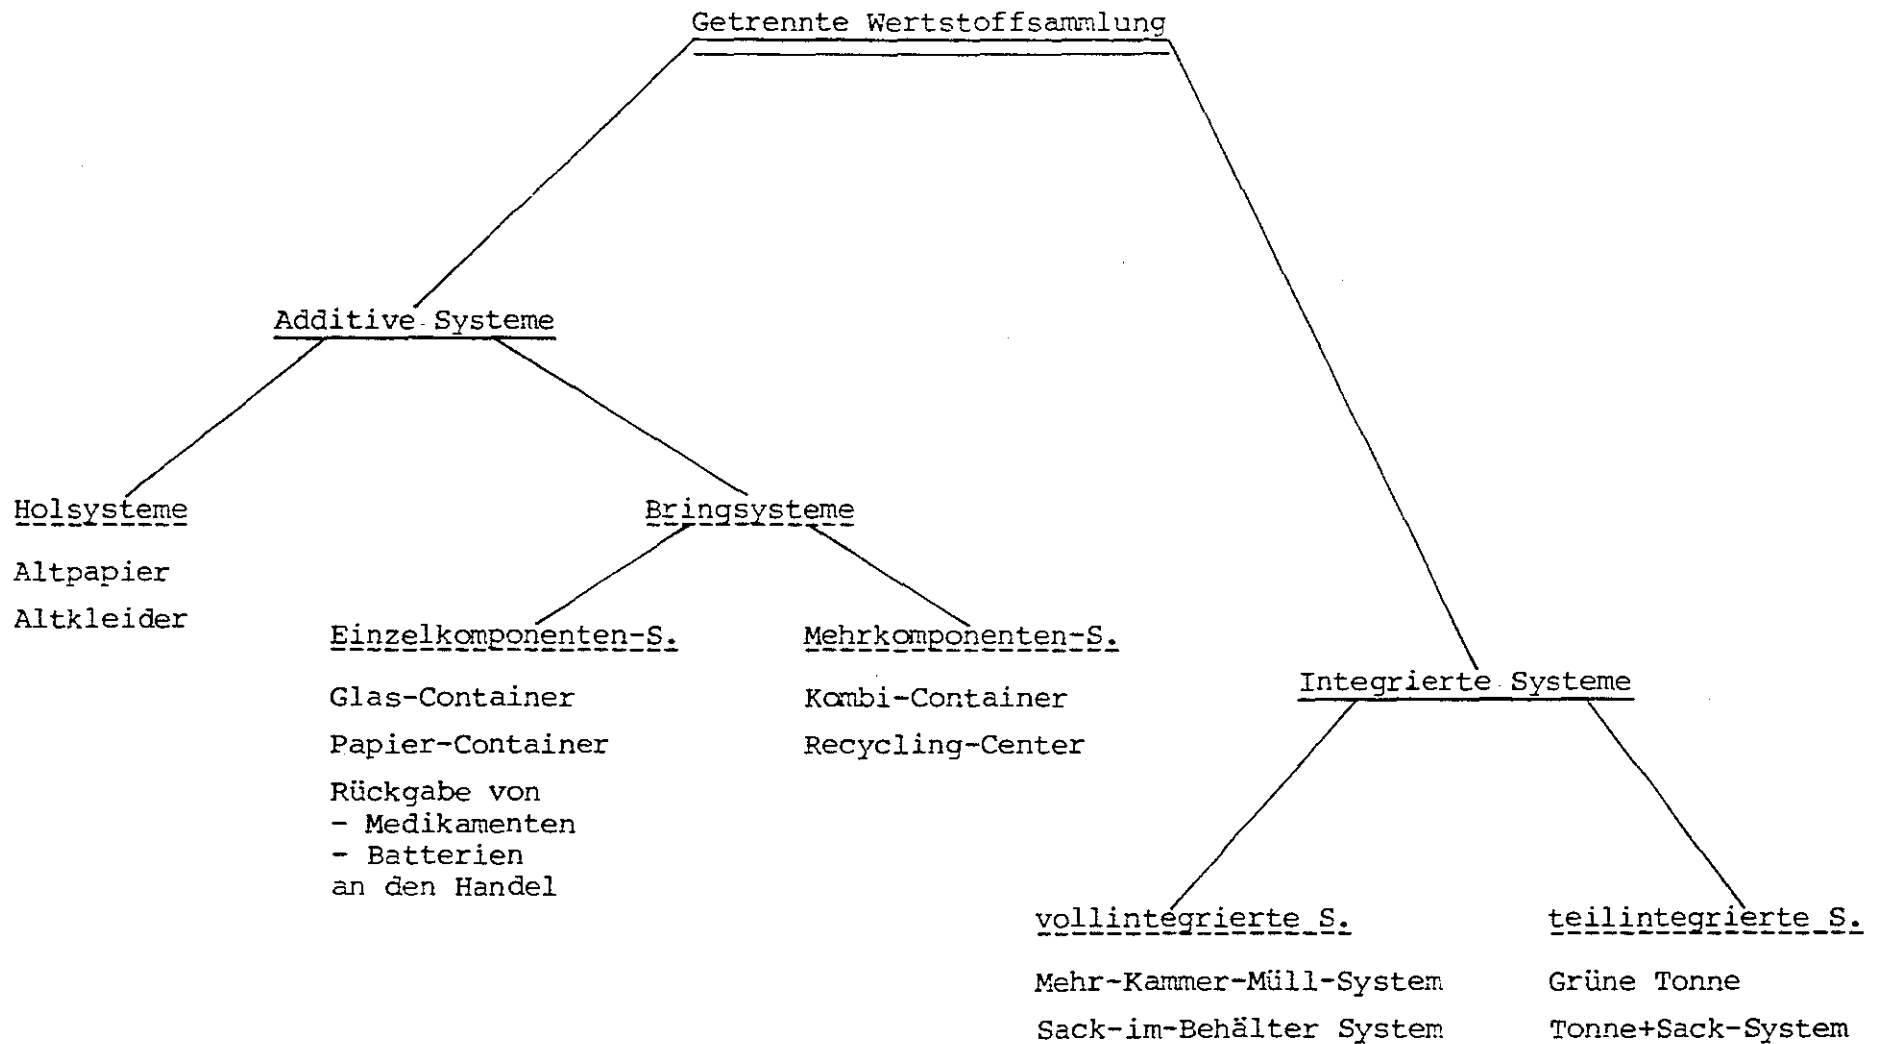 Getrennte Wertstoffsammlung
Additive Systeme
Holsysteme
Altpapier
Altkleider
Bringsysteme
Einzelkomponenten-S.
Glas-Container
Papier-Container
Rückgabe von
- Medikamenten
- Batterien
an den Handel
Mehrkomponenten-S.
Kombi-Container
Recycling-Center
Integrierte Systeme
vollintegrierte S.
Mehr-Kammer-Müll-System
Sack-im-Behälter System
teilintegrierte S.
Grüne Tonne
Tonne+Sack-System